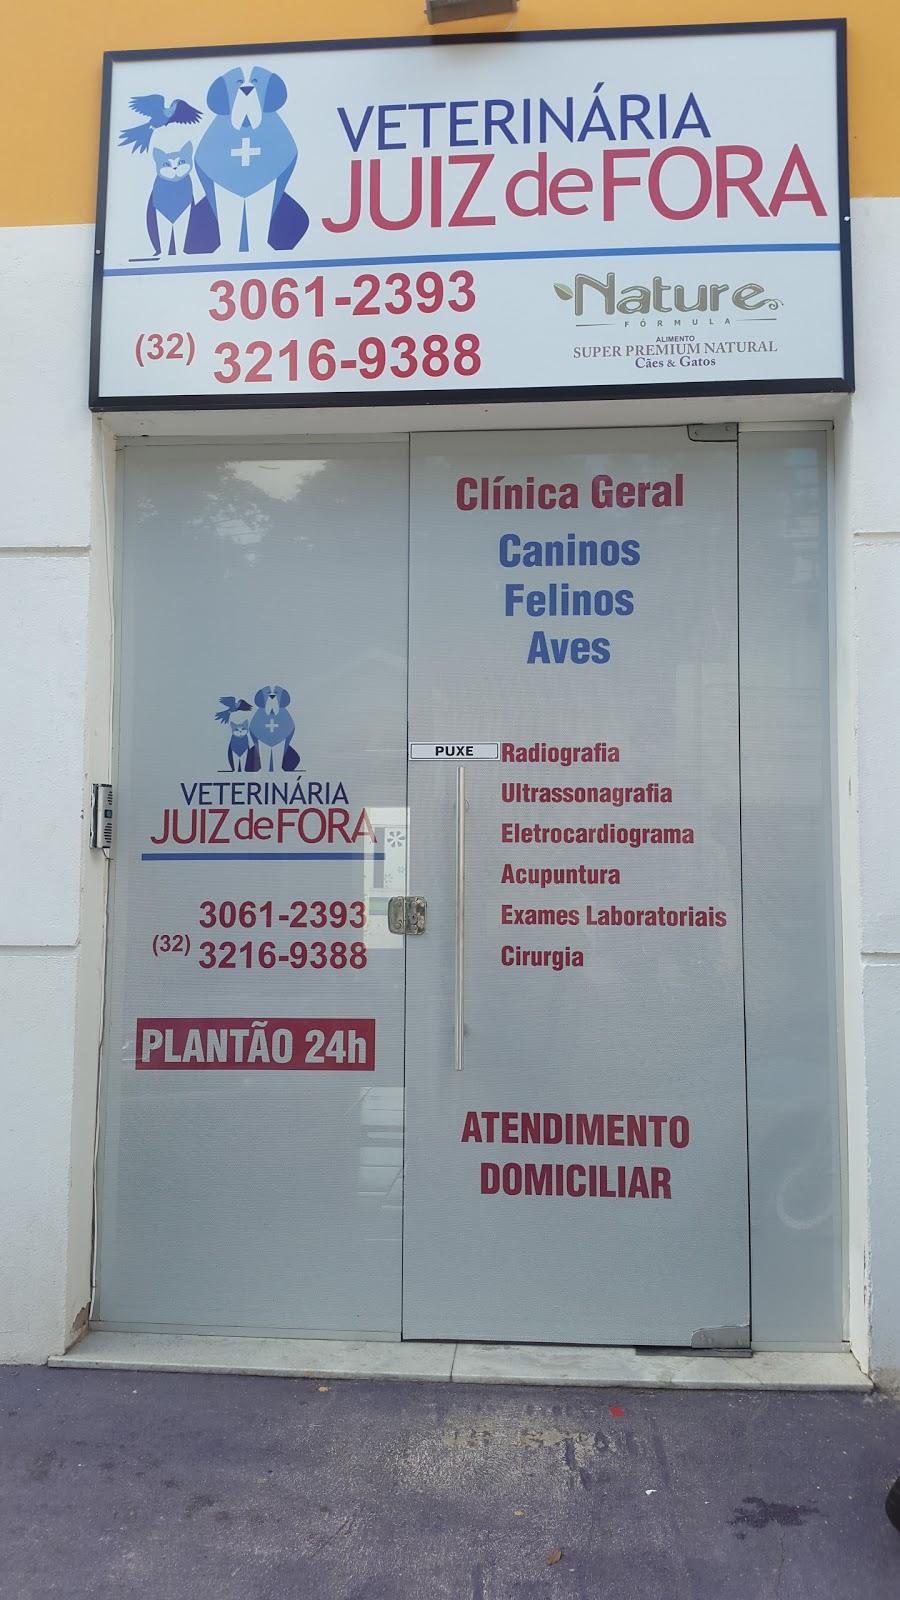 VETERINÁRIA
JUIZ de FORA
3061-2393
(32) 3216-9388
Nature
FÓRMULA
ALIMENTO
SUPER PREMIUM NATURAL
Cães & Gatos
Clínica Geral
Caninos
Felinos
Aves
PUXE
Radiografia
Ultrassonagrafia
Eletrocardiograma
Acupuntura
Exames Laboratoriais
Cirurgia
VETERINÁRIA
JUIZ de FORA
3061-2393
(32) 3216-9388
PLANTÃO 24h
ATENDIMENTO
DOMICILIAR